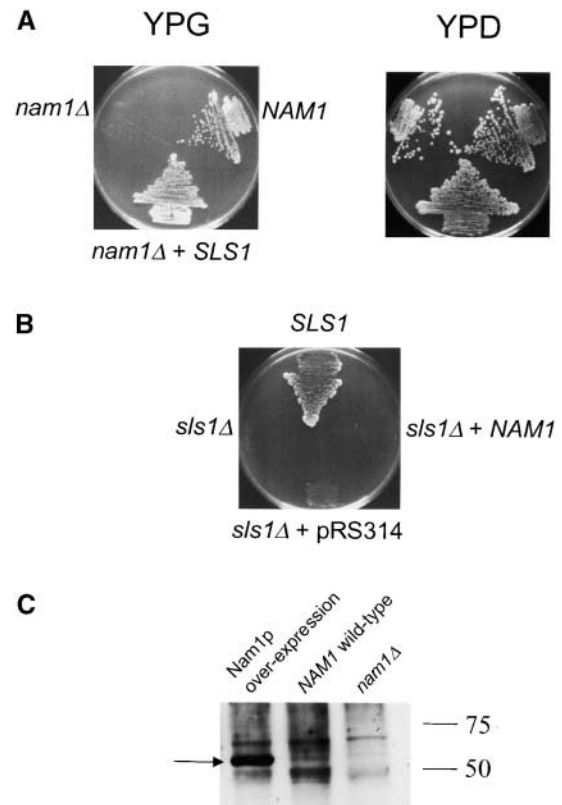 A
YPG
YPD
nam1Δ
NAM1
nam1Δ + SLS1
B
SLS1
sls1Δ
sls1Δ + NAM1
sls1Δ + pRS314
C
Nam1p
over-expression
NAM1 wild-type
nam1Δ
75
50